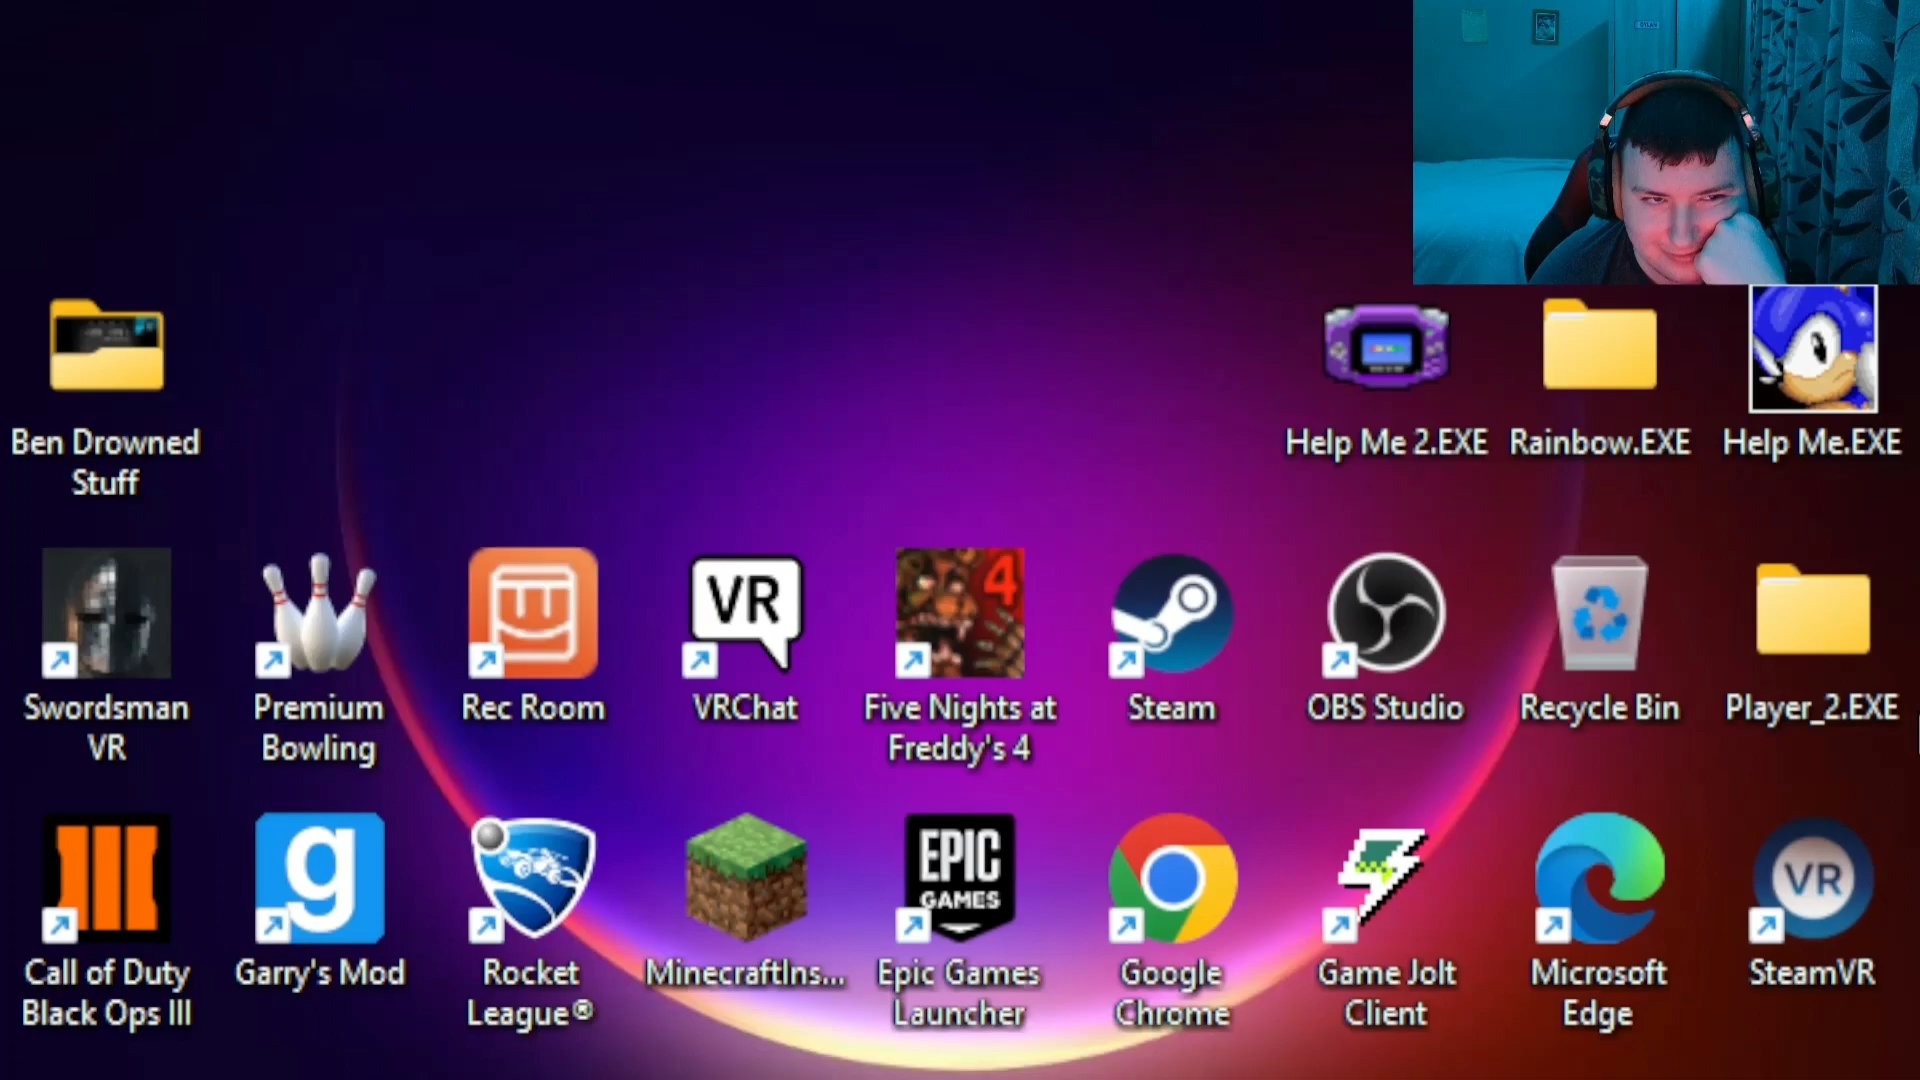 Ben Drowned
Stuff
Help Me 2.EXE
Rainbow.EXE
Help Me.EXE
VR
4
Swordsman
VR
Premium
Bowling
Rec Room
VRChat
Five Nights at
Freddy's 4
Steam
OBS Studio
Recycle Bin
Player_2.EXE
g
EPIC
GAMES
VR
Call of Duty
Black Ops III
Garry's Mod
Rocket
League®
MinecraftIns...
Epic Games
Launcher
Google
Chrome
Game Jolt
Client
Microsoft
Edge
SteamVR